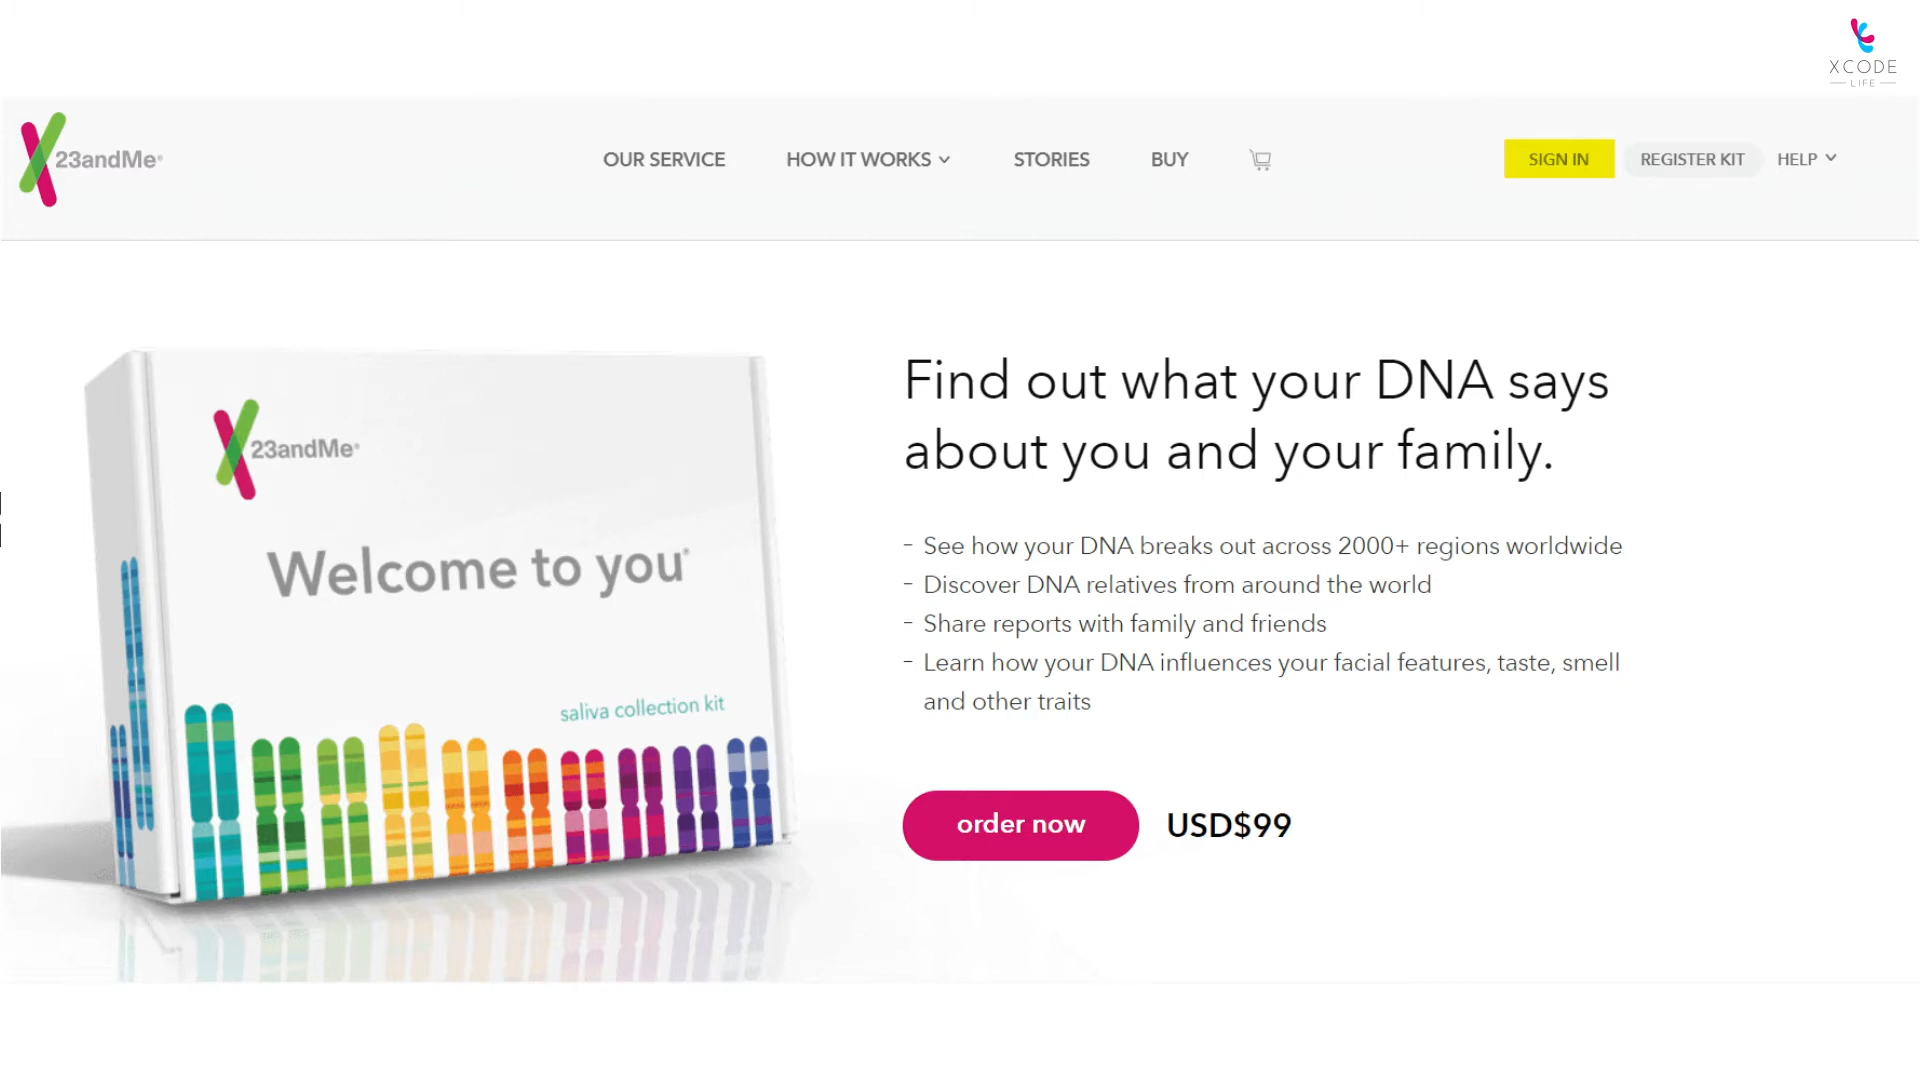 XCODE
LIFE
23andMe®
OUR SERVICE
HOW IT WORKS
STORIES
BUY
SIGN IN
REGISTER KIT
HELP
23andMe®
Welcome to you®
saliva collection kit
Find out what your DNA says
about you and your family.
- See how your DNA breaks out across 2000+ regions worldwide
- Discover DNA relatives from around the world
- Share reports with family and friends
- Learn how your DNA influences your facial features, taste, smell
and other traits
order now
USD$99